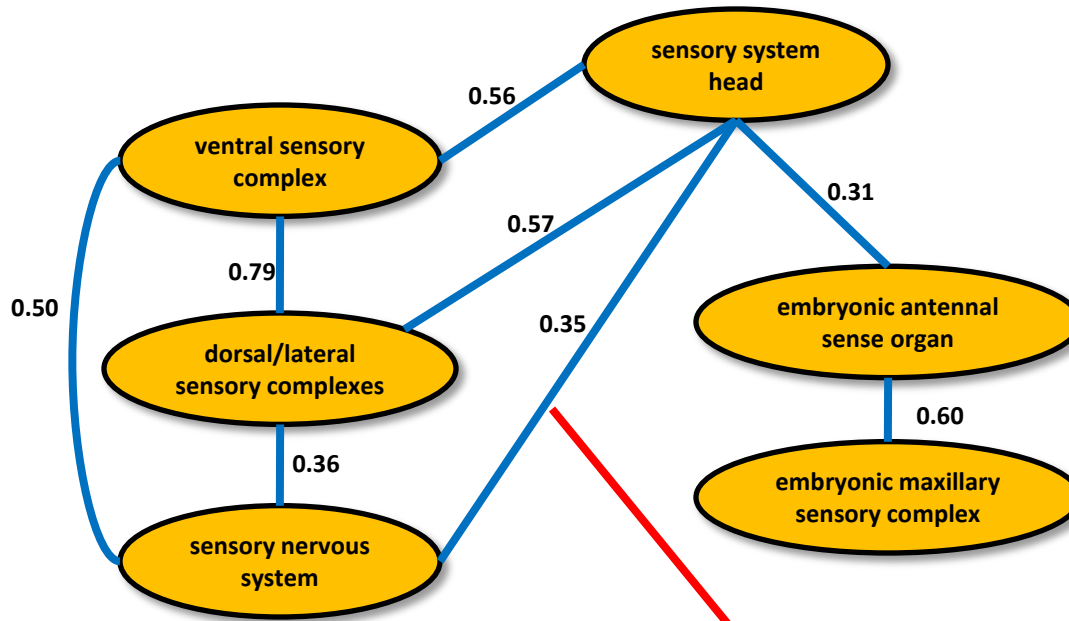 sensory system
head
0.56
ventral sensory
complex
0.31
0.57
0.79
0.50
embryonic antennal
sense organ
0.35
dorsal/lateral
sensory complexes
0.60
0.36
embryonic maxillary
sensory complex
sensory nervous
system